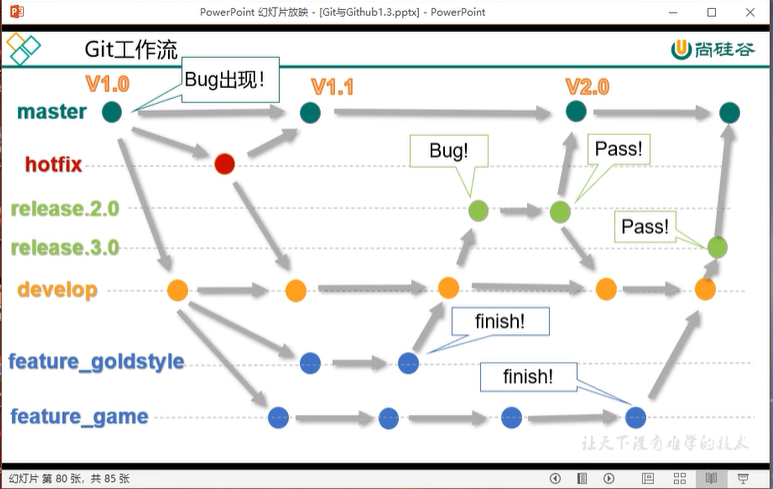 PowerPoint 幻灯片放映 - [Git与Github1.3.pptx] - PowerPoint
Git工作流
尚硅谷
V1.0
Bug出现!
V1.1
V2.0
master
hotfix
Bug!
Pass!
release.2.0
Pass!
release.3.0
develop
finish!
feature_goldstyle
finish!
feature_game
让天下没有难学的技术
幻灯片 第 80 张，共 85 张